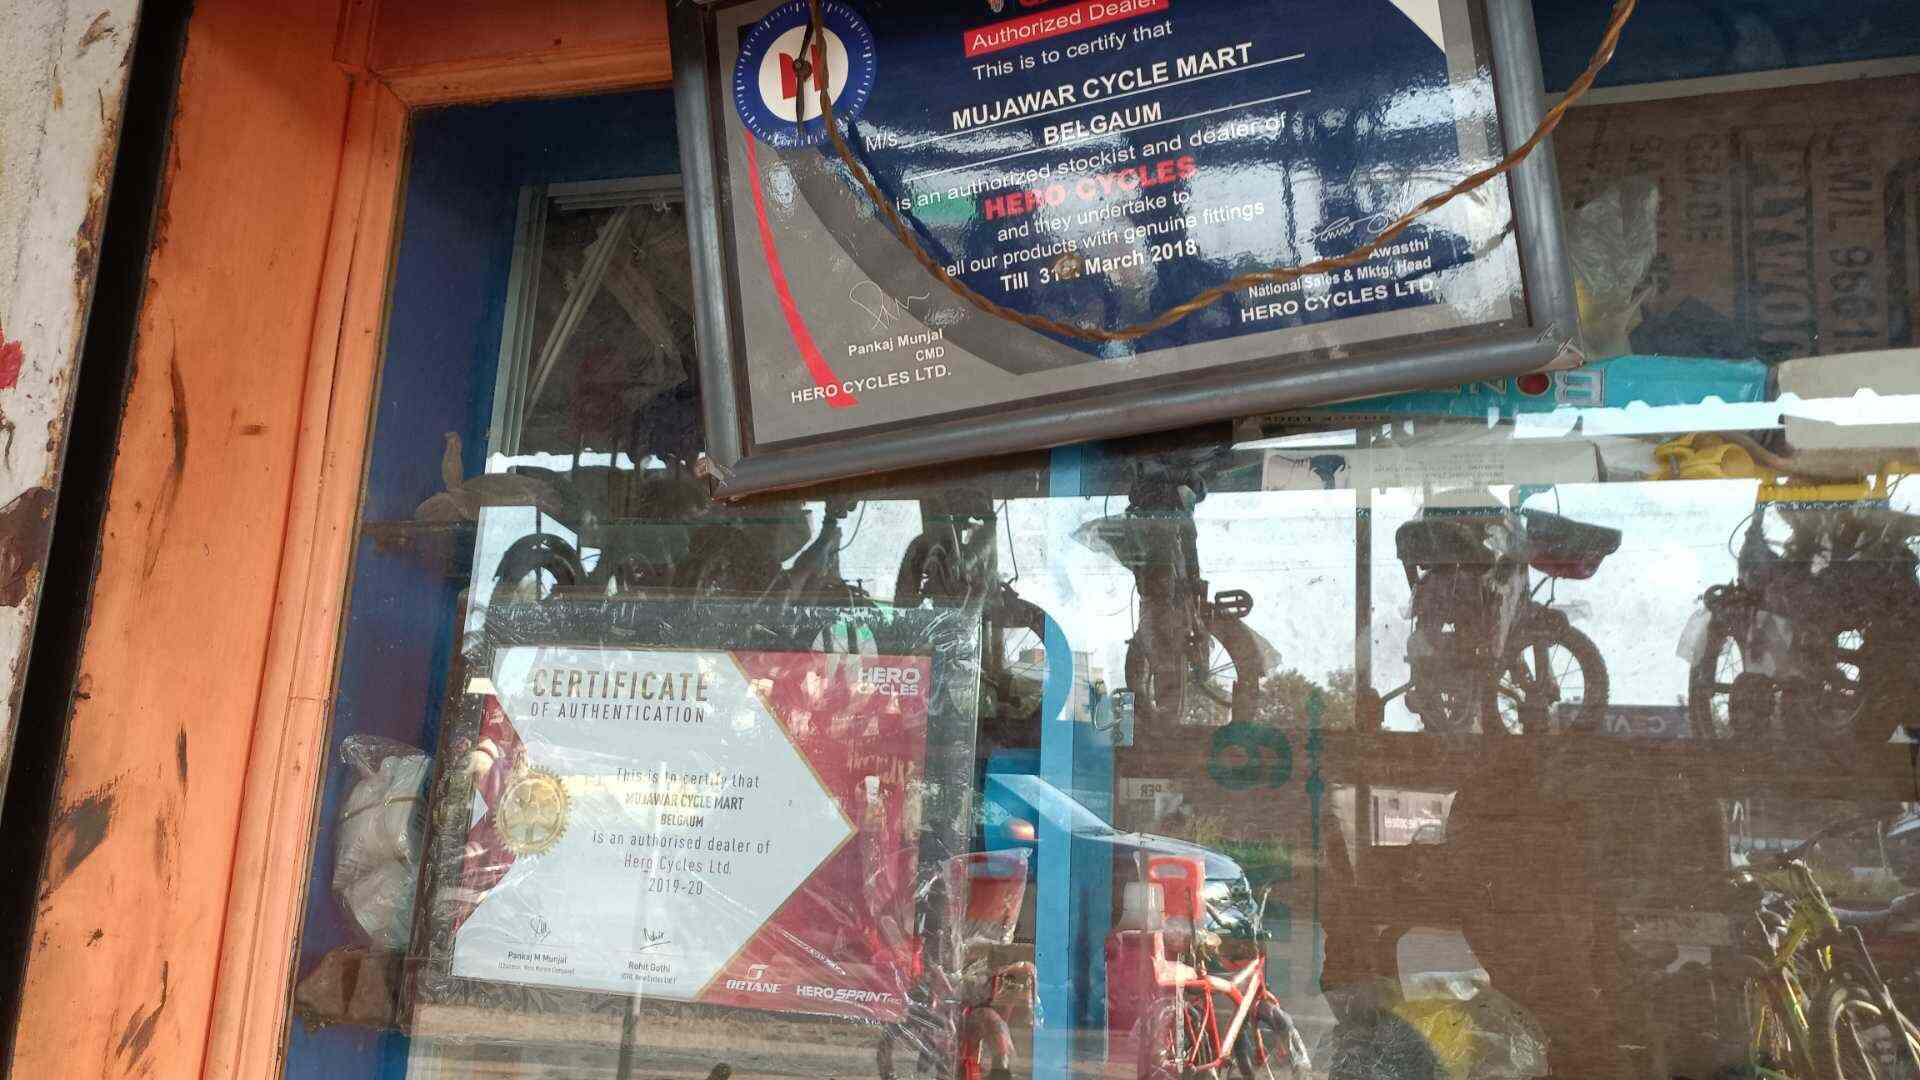 Authorized Dealer
This is to certify that
M/s. MUJAWAR CYCLE MART
BELGAUM
is an authorized stockist and dealer of
HERO CYCLES
and they undertake to
sell our products with genuine fittings
Till 31st March 2018
Pankaj Munjal
CMD
HERO CYCLES LTD.
Awasthi
National Sales & Mktg. Head
HERO CYCLES LTD.
HERO
CYCLES
CERTIFICATE
OF AUTHENTICATION
This is to certify that
MUJAWAR CYCLE MART
BELGAUM
is an authorised dealer of
Hero Cycles Ltd.
2019-20
Pankaj M Munjal
Rohit Gothi
OCTANE
HERO SPRINT